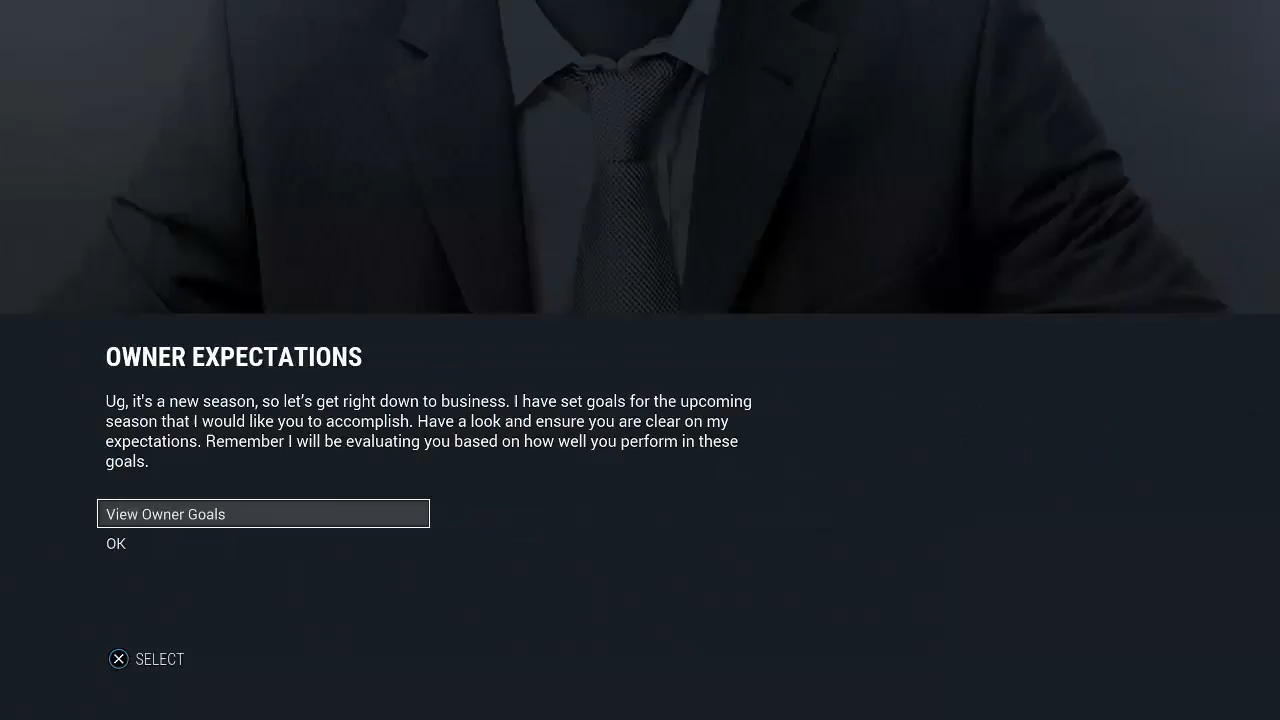 OWNER EXPECTATIONS
Ug, it's a new season, so let's get right down to business. I have set goals for the upcoming
season that I would like you to accomplish. Have a look and ensure you are clear on my
expectations. Remember I will be evaluating you based on how well you perform in these
goals.
View Owner Goals
OK
SELECT